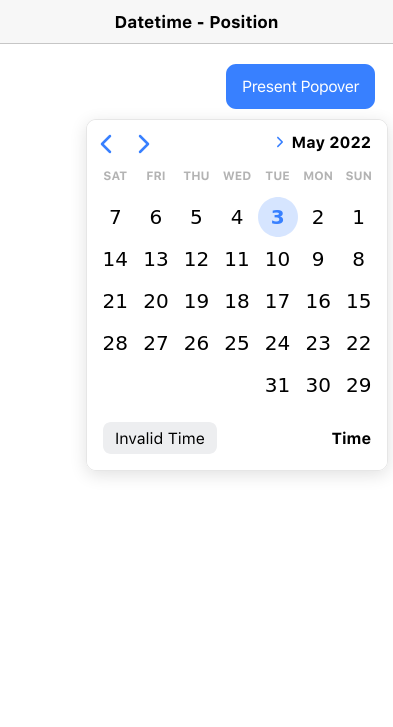 Datetime - Position
Present Popover
May 2022
SAT FRI THU WED TUE MON SUN
7 6 5 4 3 2 1
14 13 12 11 10 9 8
21 20 19 18 17 16 15
28 27 26 25 24 23 22
31 30 29
Invalid Time Time